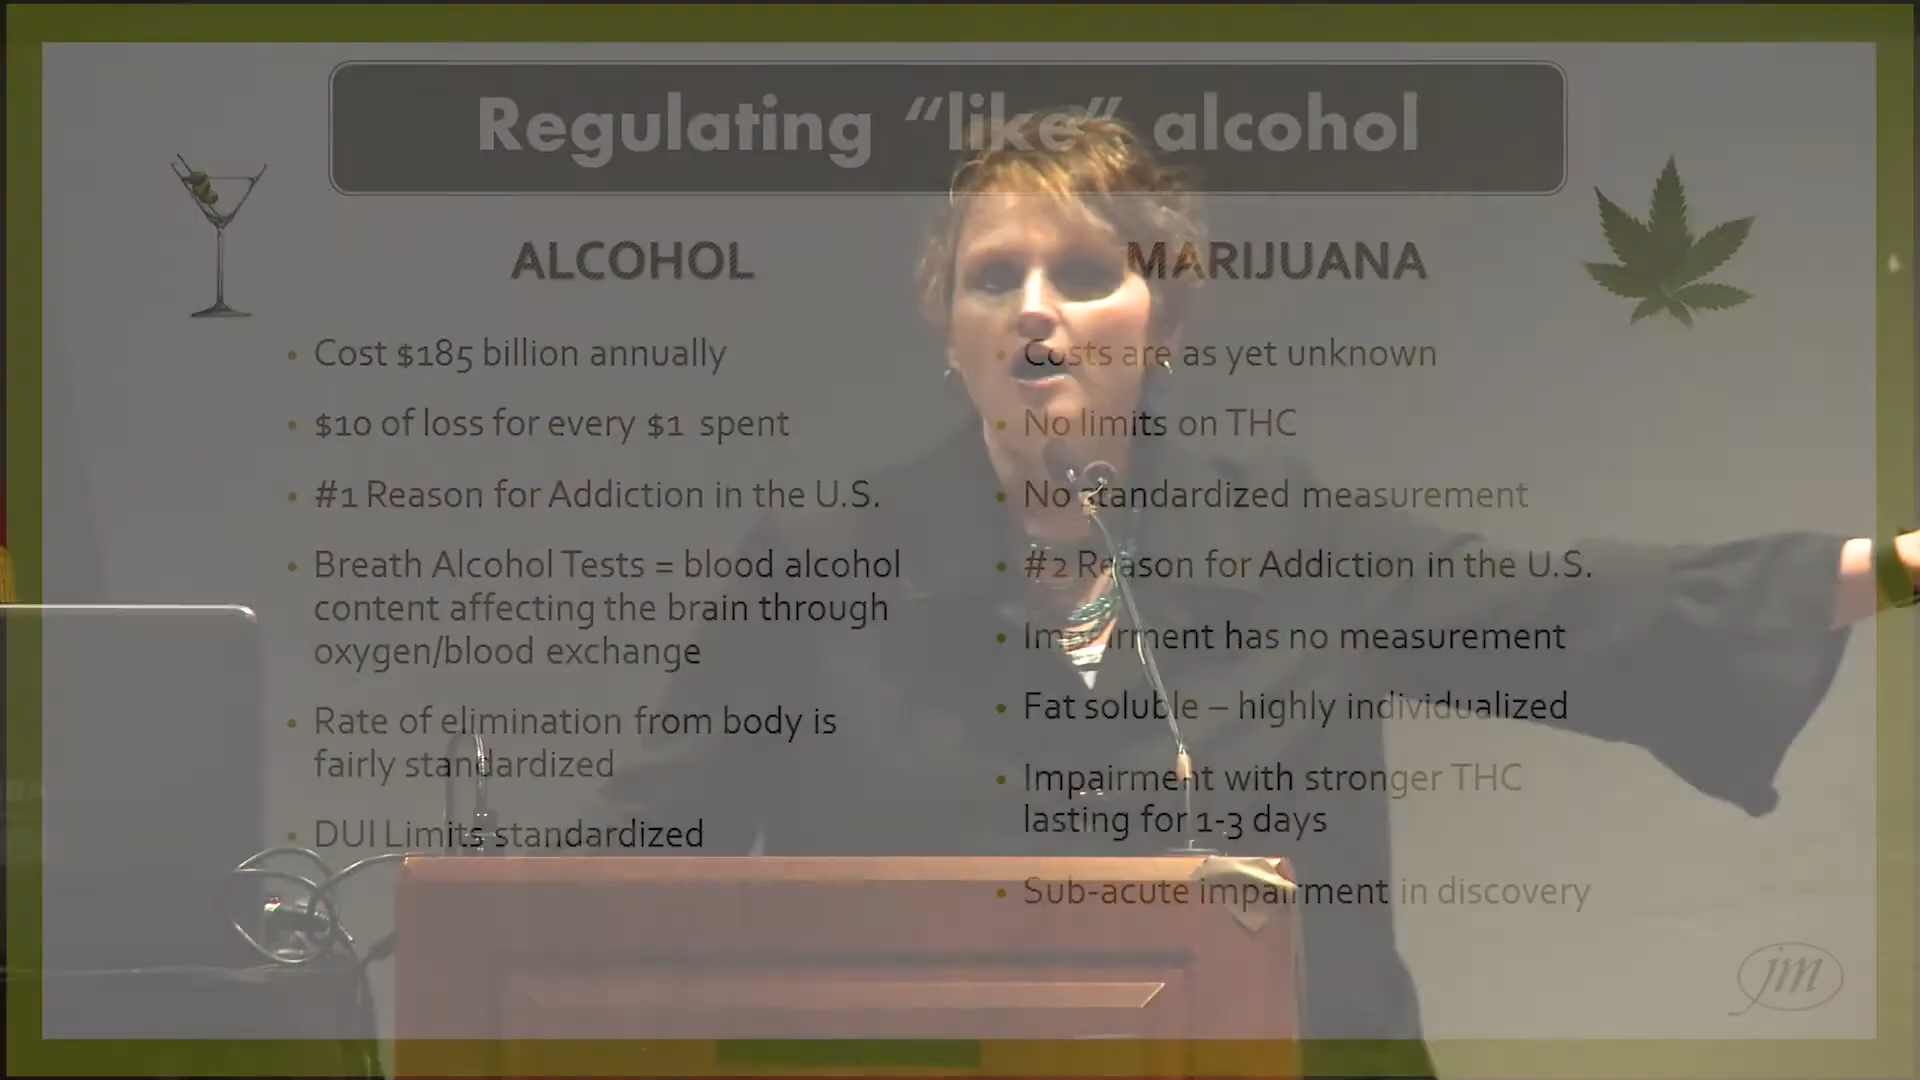 Regulating “like” alcohol
ALCOHOL
• Cost $185 billion annually
• $10 of loss for every $1 spent
• #1 Reason for Addiction in the U.S.
• Breath Alcohol Tests = blood alcohol
content affecting the brain through
oxygen/blood exchange
• Rate of elimination from body is
fairly standardized
• DUI Limits standardized
MARIJUANA
• Costs are as yet unknown
• No limits on THC
• No standardized measurement
• #2 Reason for Addiction in the U.S.
• Impairment has no measurement
• Fat soluble – highly individualized
• Impairment with stronger THC
lasting for 1-3 days
• Sub-acute impairment in discovery
jm